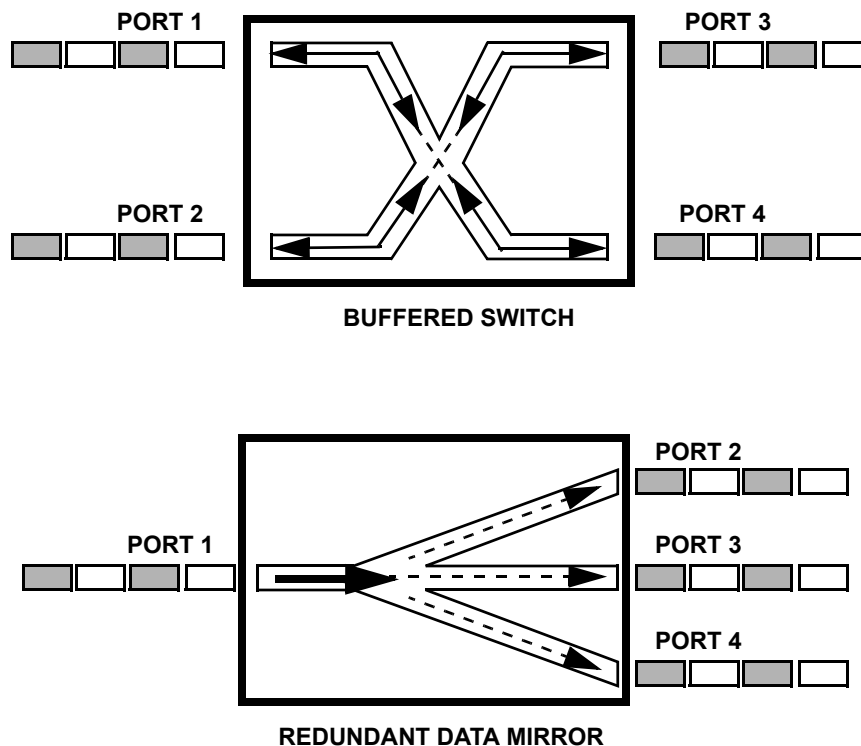 PORT 1
PORT 3
PORT 2
PORT 4
BUFFERED SWITCH
PORT 2
PORT 1
PORT 3
PORT 4
REDUNDANT DATA MIRROR